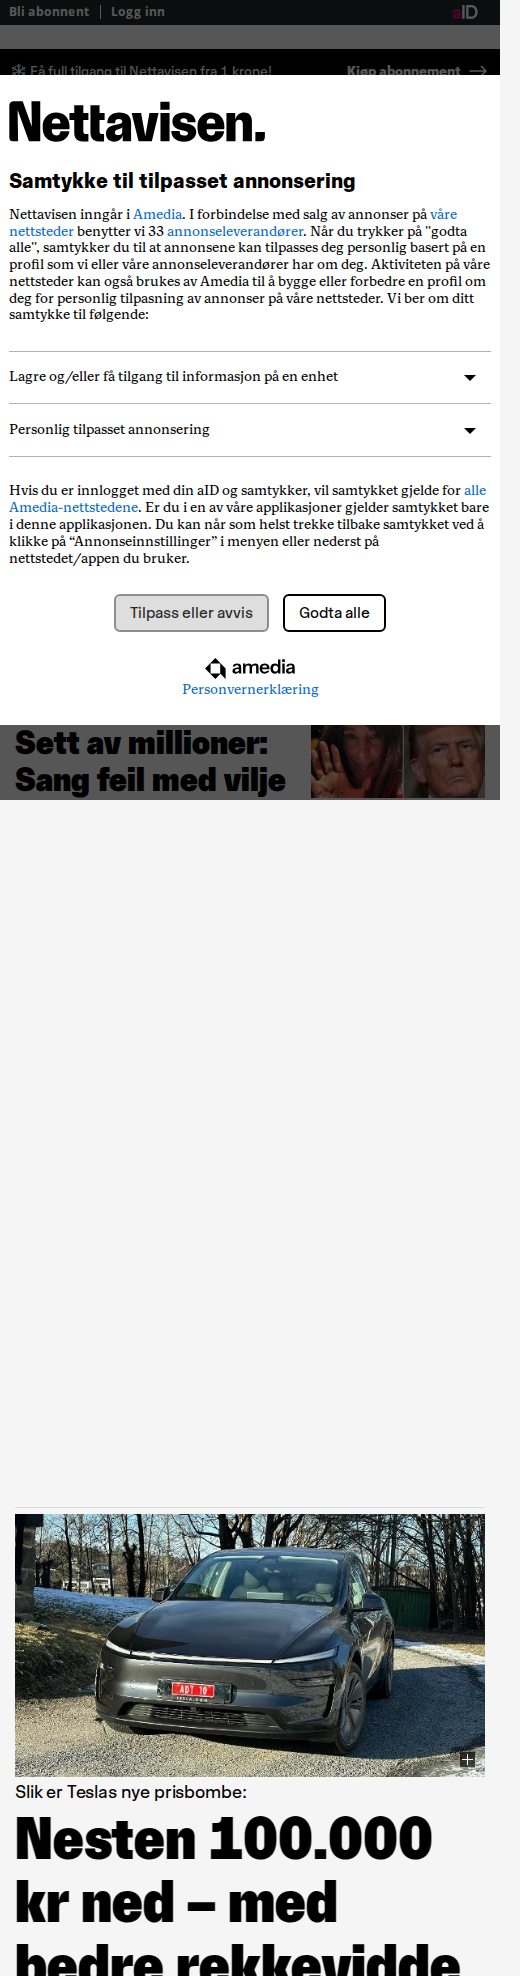 Bli abonnent | Logg inn
aID
Få full tilgang til Nettavisen fra 1 krone!
Kjøp abonnement →
Nettavisen.
Samtykke til tilpasset annonsering
Nettavisen inngår i Amedia. I forbindelse med salg av annonser på våre
nettsteder benytter vi 33 annonseleverandører. Når du trykker på "godta
alle", samtykker du til at annonsene kan tilpasses deg personlig basert på en
profil som vi eller våre annonseleverandører har om deg. Aktiviteten på våre
nettsteder kan også brukes av Amedia til å bygge eller forbedre en profil om
deg for personlig tilpasning av annonser på våre nettsteder. Vi ber om ditt
samtykke til følgende:
Lagre og/eller få tilgang til informasjon på en enhet
Personlig tilpasset annonsering
Hvis du er innlogget med din aID og samtykker, vil samtykket gjelde for alle
Amedia-nettstedene. Er du i en av våre applikasjoner gjelder samtykket bare
i denne applikasjonen. Du kan når som helst trekke tilbake samtykket ved å
klikke på “Annonseinnstillinger” i menyen eller nederst på
nettstedet/appen du bruker.
Tilpass eller avvis
Godta alle
amedia
Personvernerklæring
Sett av millioner:
Sang feil med vilje
ADT 10
Slik er Teslas nye prisbombe:
Nesten 100.000
kr ned – med
bedre rekkevidde